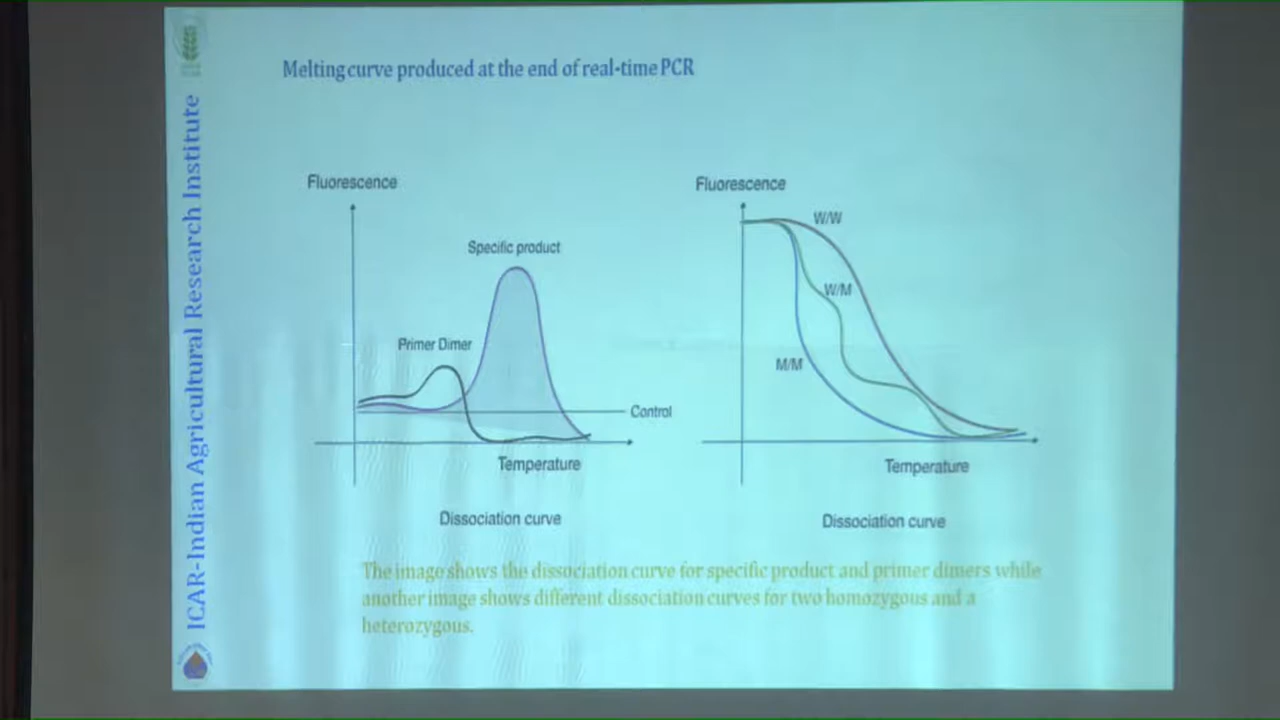 Melting curve produced at the end of real-time PCR
ICAR-Indian Agricultural Research Institute
Fluorescence
Specific product
Primer Dimer
Control
Temperature
Dissociation curve
Fluorescence
W/W
W/M
M/M
Temperature
Dissociation curve
The image shows the dissociation curve for specific product and primer dimers while
another image shows different dissociation curves for two homozygous and a
heterozygous.